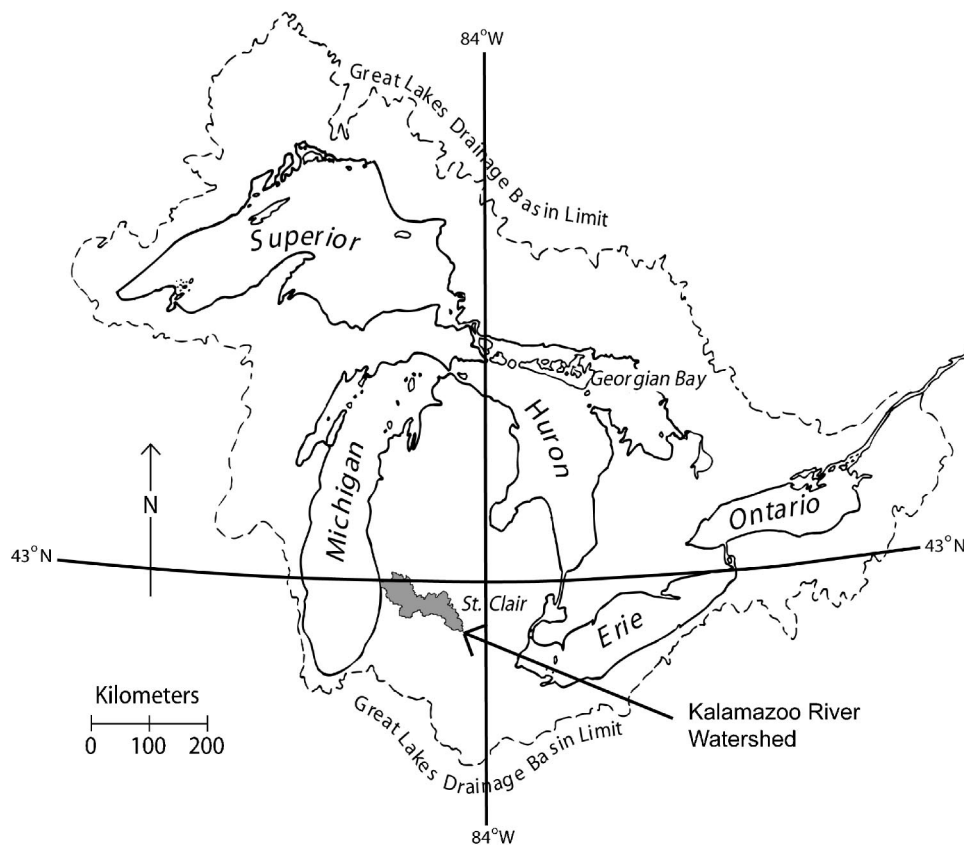 84°W
Great Lakes Drainage Basin Limit
Superior
Georgian Bay
Huron
Michigan
N
Ontario
43°N
43°N
St. Clair
Erie
Kilometers
0 100 200
Kalamazoo River
Watershed
Great Lakes Drainage Basin Limit
84°W